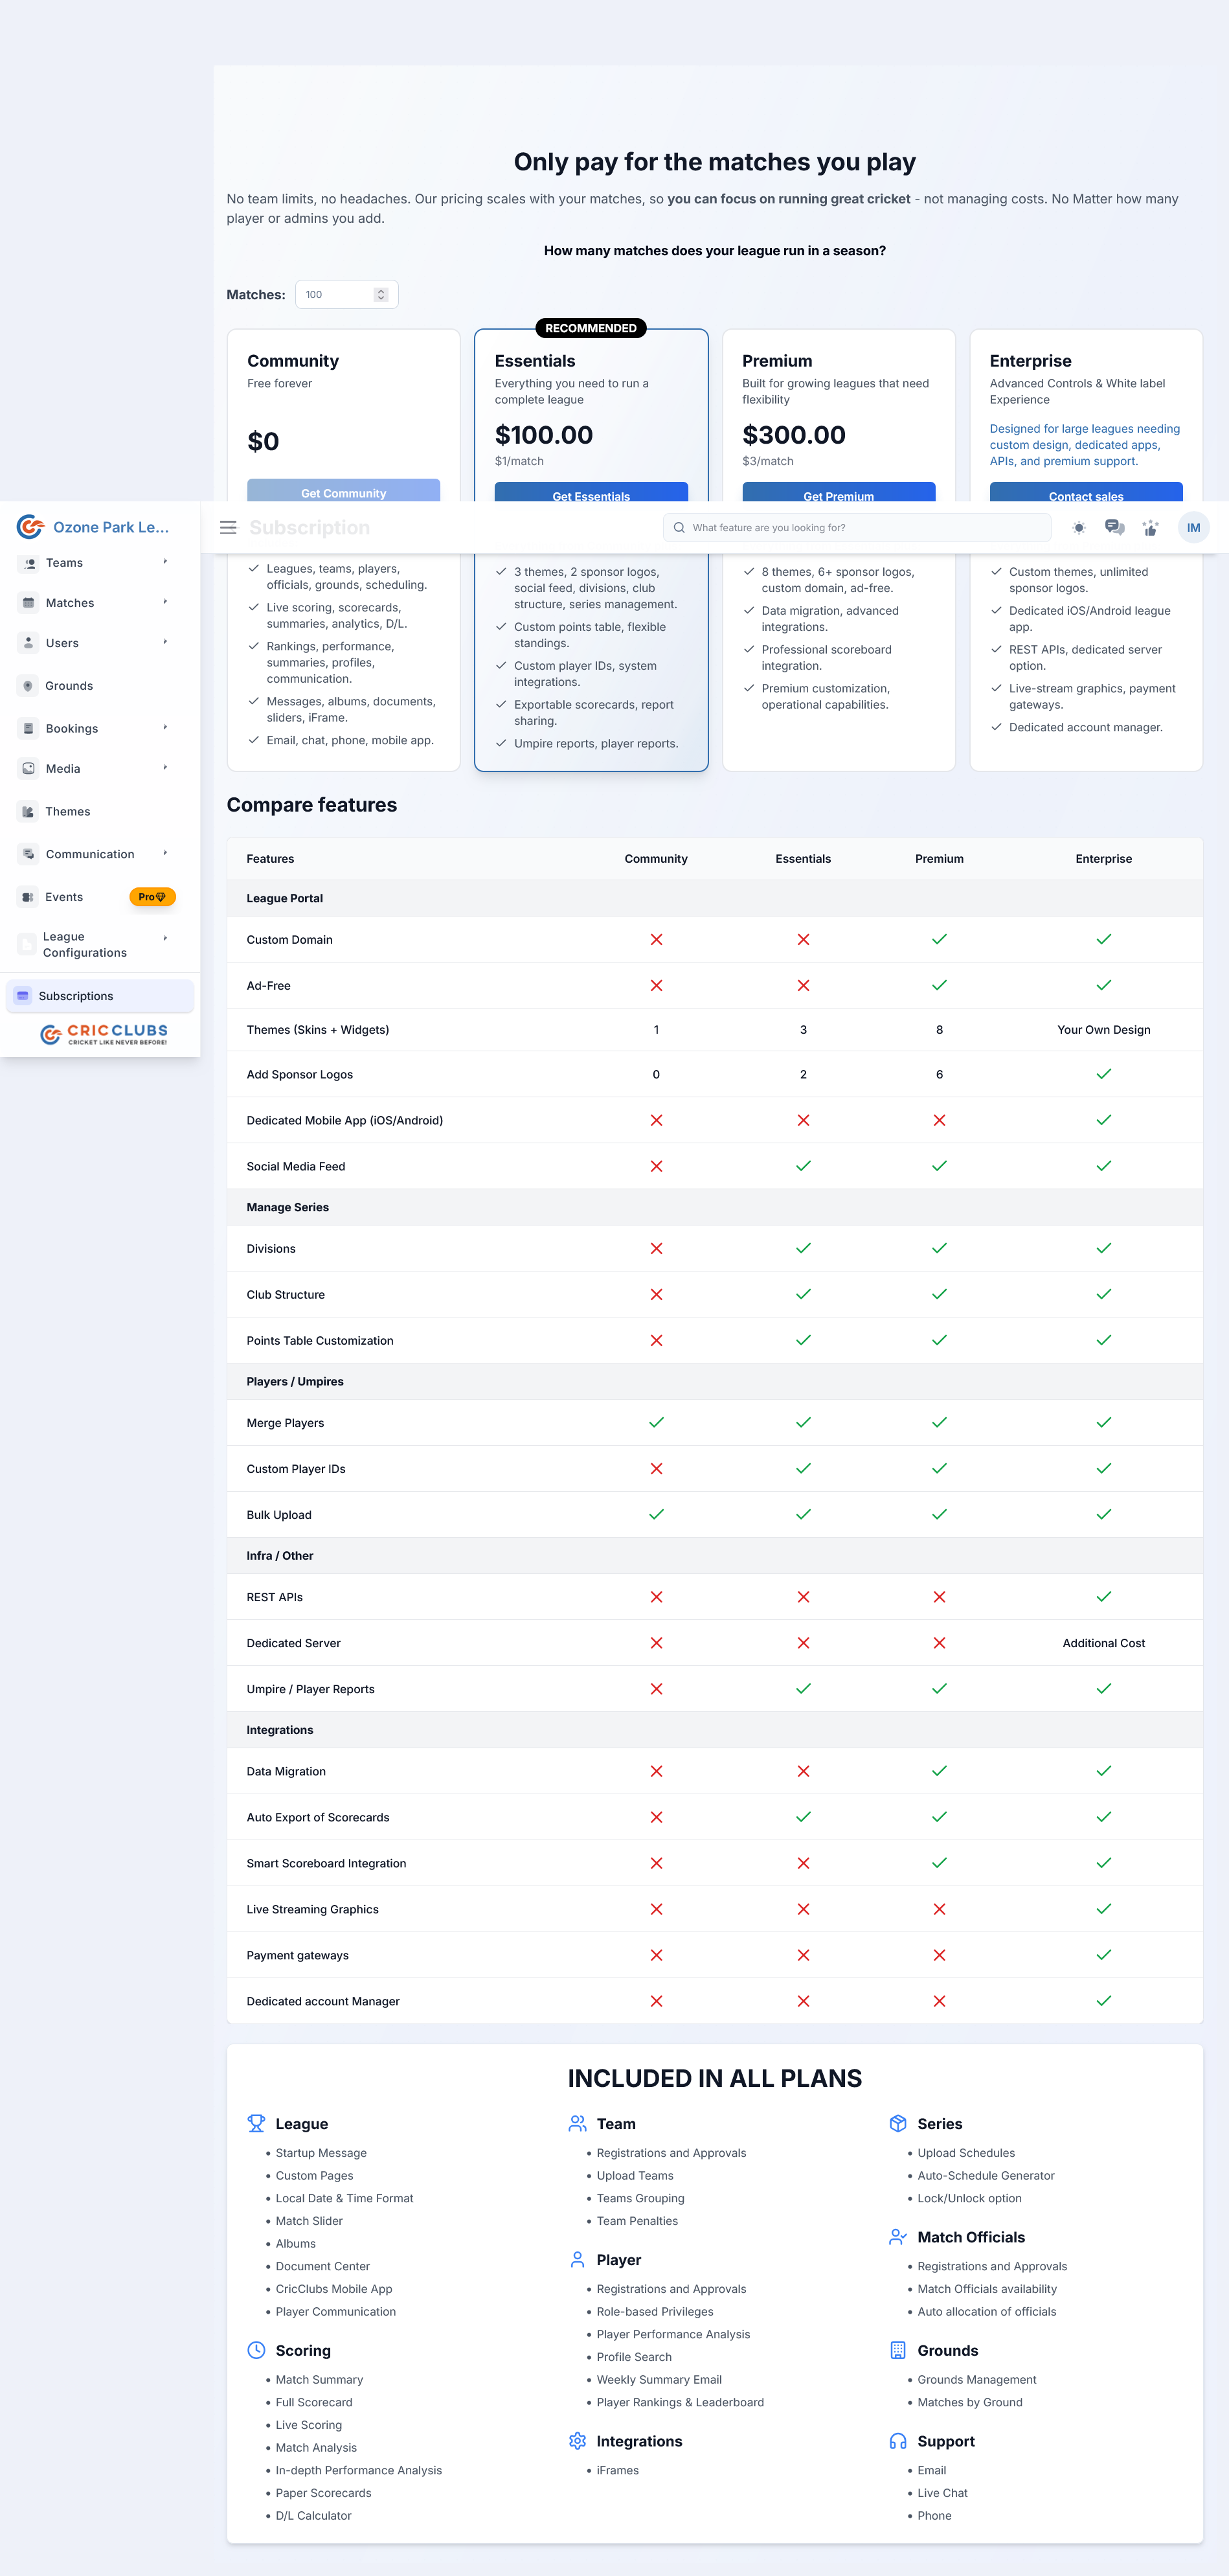 Only pay for the matches you play
No team limits, no headaches. Our pricing scales with your matches, so you can focus on running great cricket - not managing costs. No Matter how many
player or admins you add.
How many matches does your league run in a season?
Matches: 100
RECOMMENDED
Community
Free forever
$0
Get Community
Essentials
Everything you need to run a
complete league
$100.00
$1/match
Get Essentials
Premium
Built for growing leagues that need
flexibility
$300.00
$3/match
Get Premium
Enterprise
Advanced Controls & White label
Experience
Designed for large leagues needing
custom design, dedicated apps,
APIs, and premium support.
Contact sales
Ozone Park Le...
Subscription
What feature are you looking for?
IM
Teams
Matches
Users
Grounds
Bookings
Media
Themes
Communication
Events Pro
League
Configurations
Subscriptions
CRICCLUBS
CRICKET LIKE NEVER BEFORE!
Leagues, teams, players,
officials, grounds, scheduling.
Live scoring, scorecards,
summaries, analytics, D/L.
Rankings, performance,
summaries, profiles,
communication.
Messages, albums, documents,
sliders, iFrame.
Email, chat, phone, mobile app.
3 themes, 2 sponsor logos,
social feed, divisions, club
structure, series management.
Custom points table, flexible
standings.
Custom player IDs, system
integrations.
Exportable scorecards, report
sharing.
Umpire reports, player reports.
8 themes, 6+ sponsor logos,
custom domain, ad-free.
Data migration, advanced
integrations.
Professional scoreboard
integration.
Premium customization,
operational capabilities.
Custom themes, unlimited
sponsor logos.
Dedicated iOS/Android league
app.
REST APIs, dedicated server
option.
Live-stream graphics, payment
gateways.
Dedicated account manager.
Compare features
Features Community Essentials Premium Enterprise
League Portal
Custom Domain
Ad-Free
Themes (Skins + Widgets) 1 3 8 Your Own Design
Add Sponsor Logos 0 2 6
Dedicated Mobile App (iOS/Android)
Social Media Feed
Manage Series
Divisions
Club Structure
Points Table Customization
Players / Umpires
Merge Players
Custom Player IDs
Bulk Upload
Infra / Other
REST APIs
Dedicated Server Additional Cost
Umpire / Player Reports
Integrations
Data Migration
Auto Export of Scorecards
Smart Scoreboard Integration
Live Streaming Graphics
Payment gateways
Dedicated account Manager
INCLUDED IN ALL PLANS
League
• Startup Message
• Custom Pages
• Local Date & Time Format
• Match Slider
• Albums
• Document Center
• CricClubs Mobile App
• Player Communication
Scoring
• Match Summary
• Full Scorecard
• Live Scoring
• Match Analysis
• In-depth Performance Analysis
• Paper Scorecards
• D/L Calculator
Team
• Registrations and Approvals
• Upload Teams
• Teams Grouping
• Team Penalties
Player
• Registrations and Approvals
• Role-based Privileges
• Player Performance Analysis
• Profile Search
• Weekly Summary Email
• Player Rankings & Leaderboard
Integrations
• iFrames
Series
• Upload Schedules
• Auto-Schedule Generator
• Lock/Unlock option
Match Officials
• Registrations and Approvals
• Match Officials availability
• Auto allocation of officials
Grounds
• Grounds Management
• Matches by Ground
Support
• Email
• Live Chat
• Phone